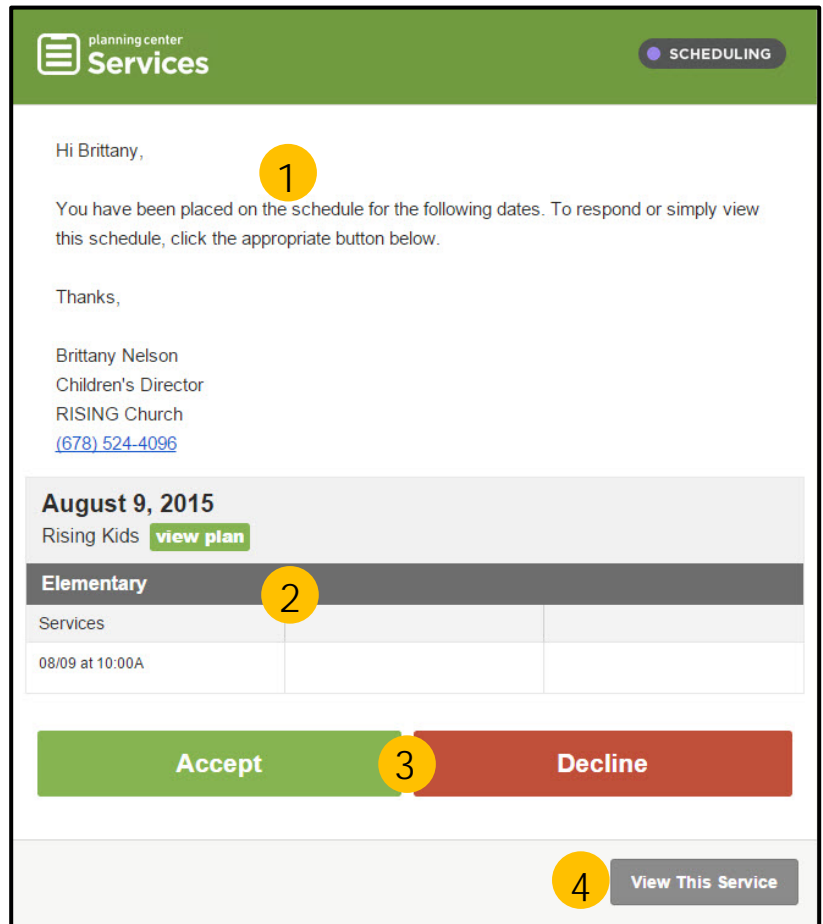 planning center
Services
SCHEDULING
Hi Brittany,
1
You have been placed on the schedule for the following dates. To respond or simply view
this schedule, click the appropriate button below.
Thanks,
Brittany Nelson
Children's Director
RISING Church
(678) 524-4096
August 9, 2015
Rising Kids view plan
Elementary
2
Services
08/09 at 10:00A
Accept 3 Decline
4 View This Service